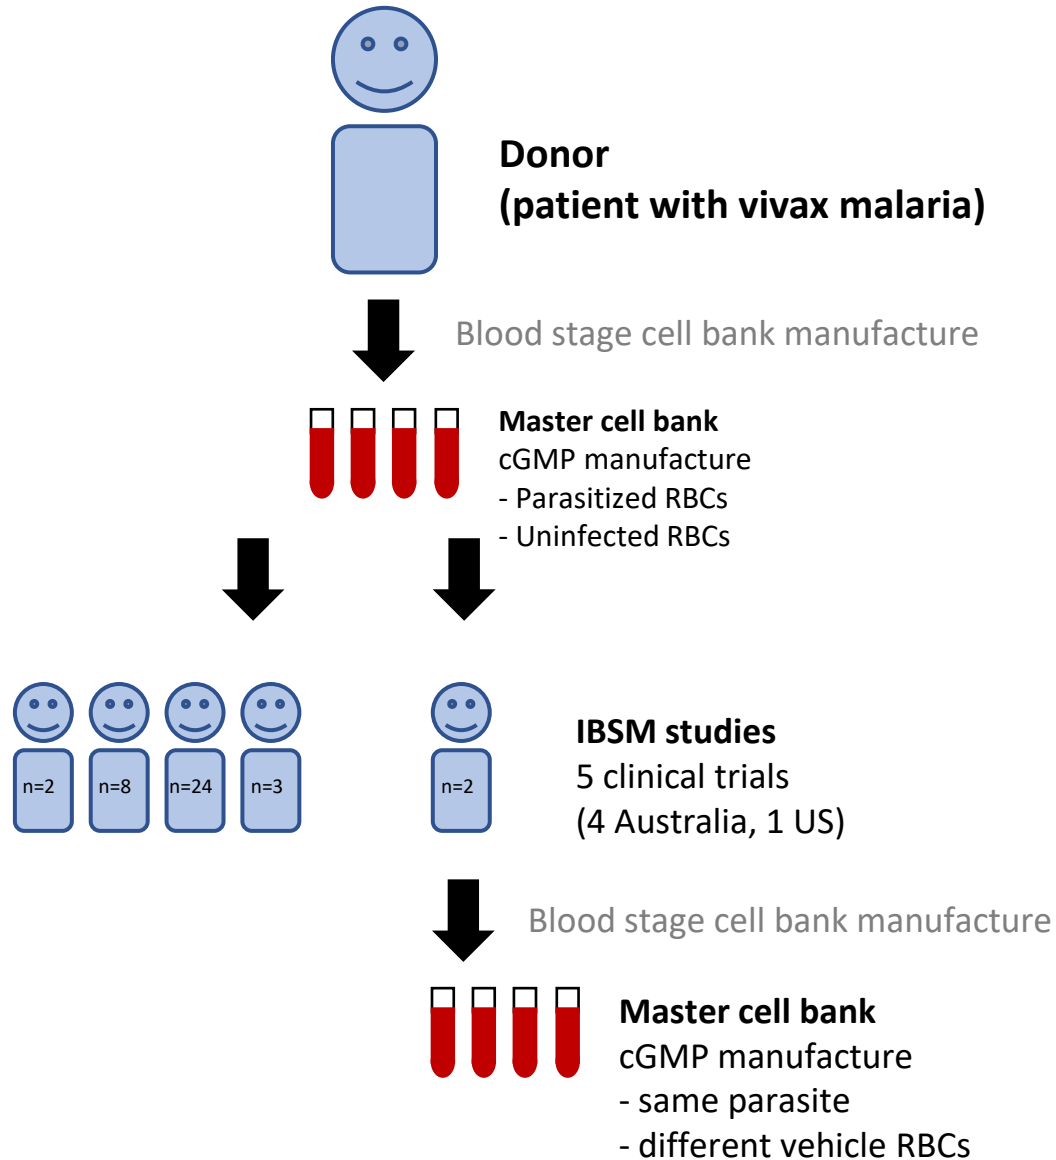 Donor
(patient with vivax malaria)
Blood stage cell bank manufacture
Master cell bank
cGMP manufacture
- Parasitized RBCs
- Uninfected RBCs
n=2
n=8
n=24
n=3
n=2
IBSM studies
5 clinical trials
(4 Australia, 1 US)
Blood stage cell bank manufacture
Master cell bank
cGMP manufacture
- same parasite
- different vehicle RBCs